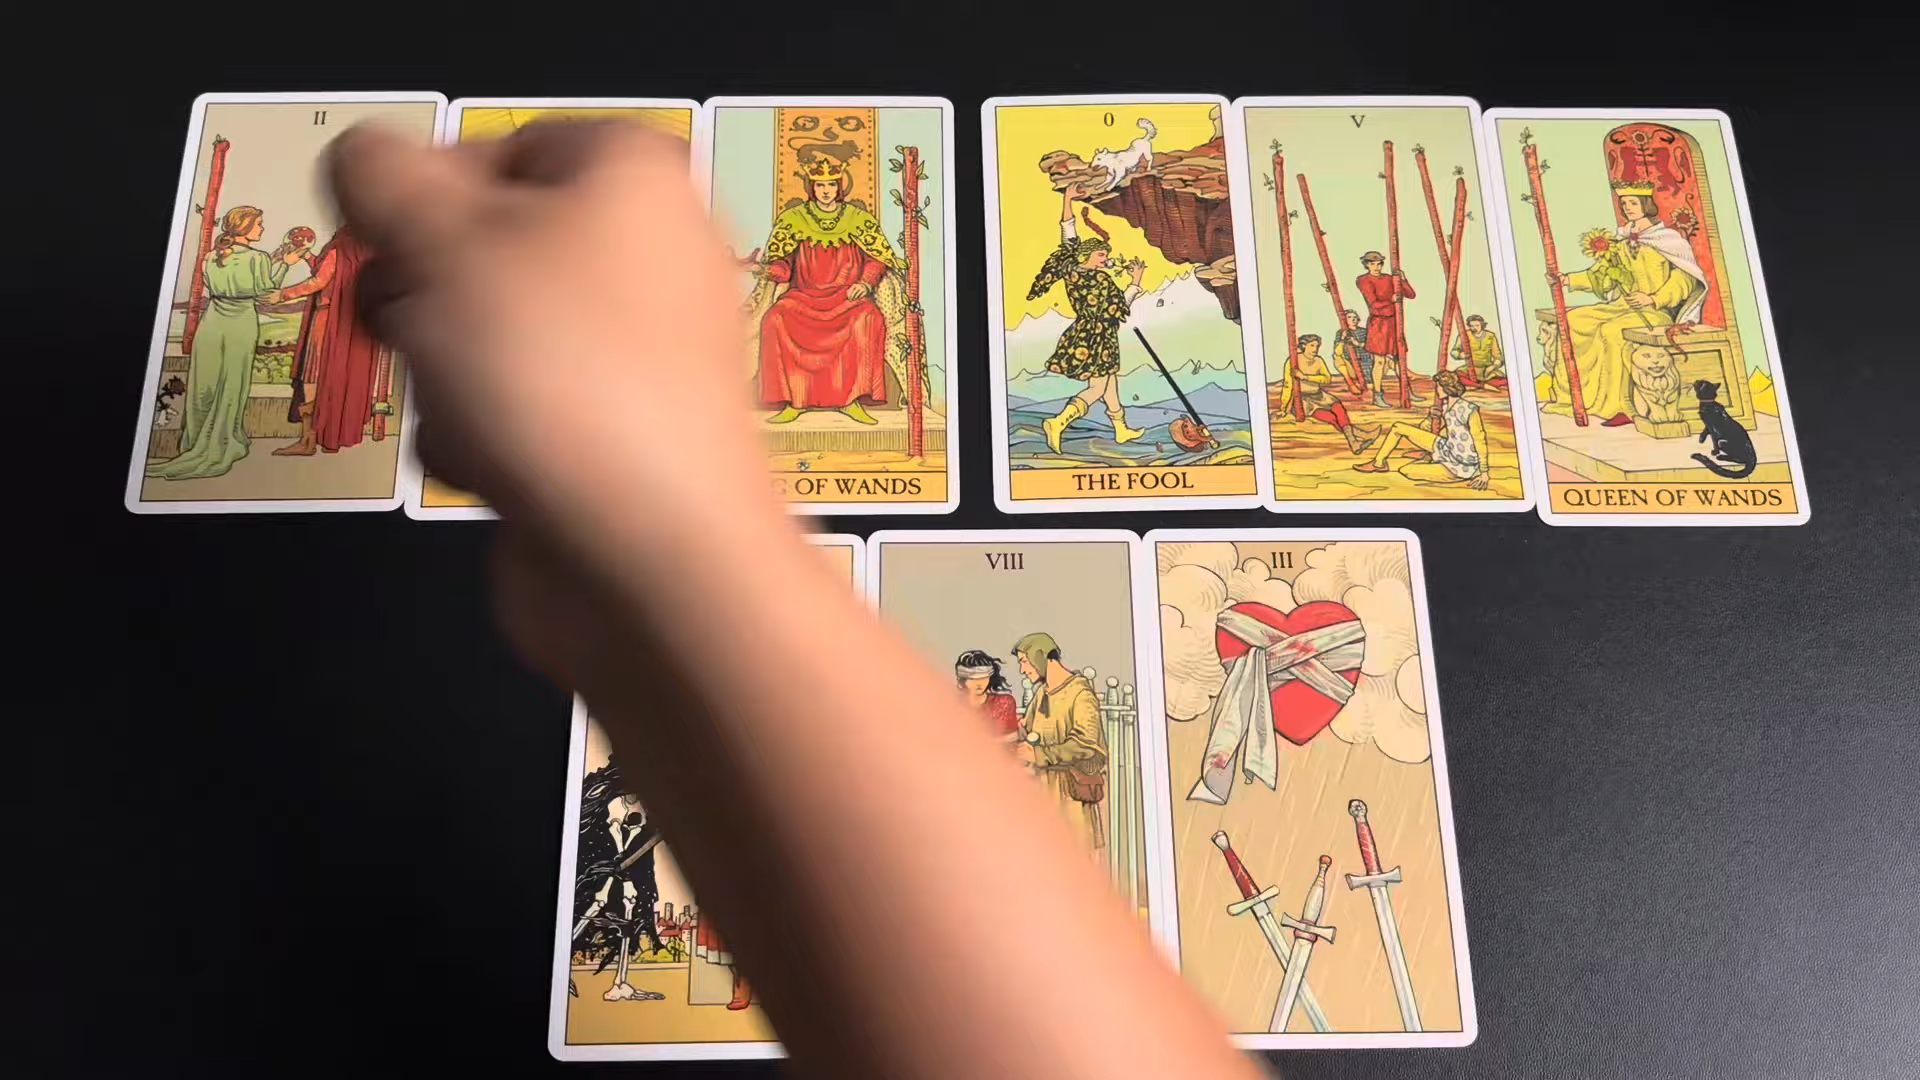 II
OF WANDS
0
THE FOOL
V
QUEEN OF WANDS
VIII
III